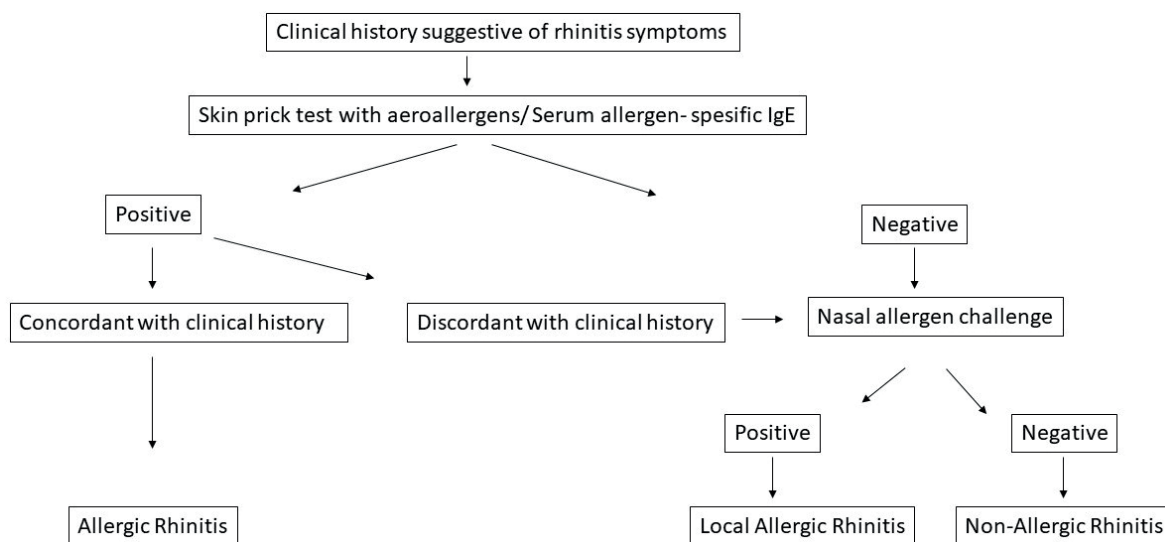 Clinical history suggestive of rhinitis symptoms
Skin prick test with aeroallergens/ Serum allergen- spesific IgE
Positive
Negative
Concordant with clinical history
Discordant with clinical history
Nasal allergen challenge
Positive
Negative
Allergic Rhinitis
Local Allergic Rhinitis
Non-Allergic Rhinitis